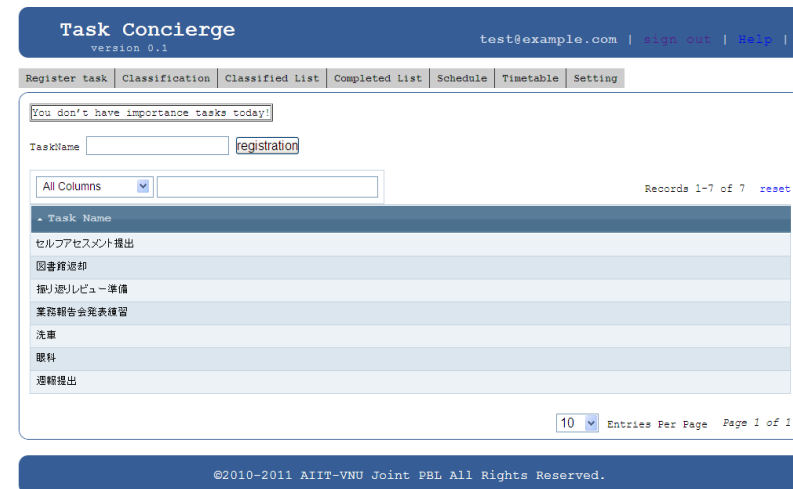 Task Concierge
version 0.1
test@example.com | sign out | Help |
Register task Classification Classified List Completed List Schedule Timetable Setting
You don't have importance tasks today!
TaskName registration
All Columns
Records 1-7 of 7 reset
Task Name
セルフアセスメント提出
図書館返却
振り返りレビュー準備
業務報告会発表練習
洗車
眼科
週報提出
10 Entries Per Page Page 1 of 1
©2010-2011 AIIT-VNU Joint PBL All Rights Reserved.